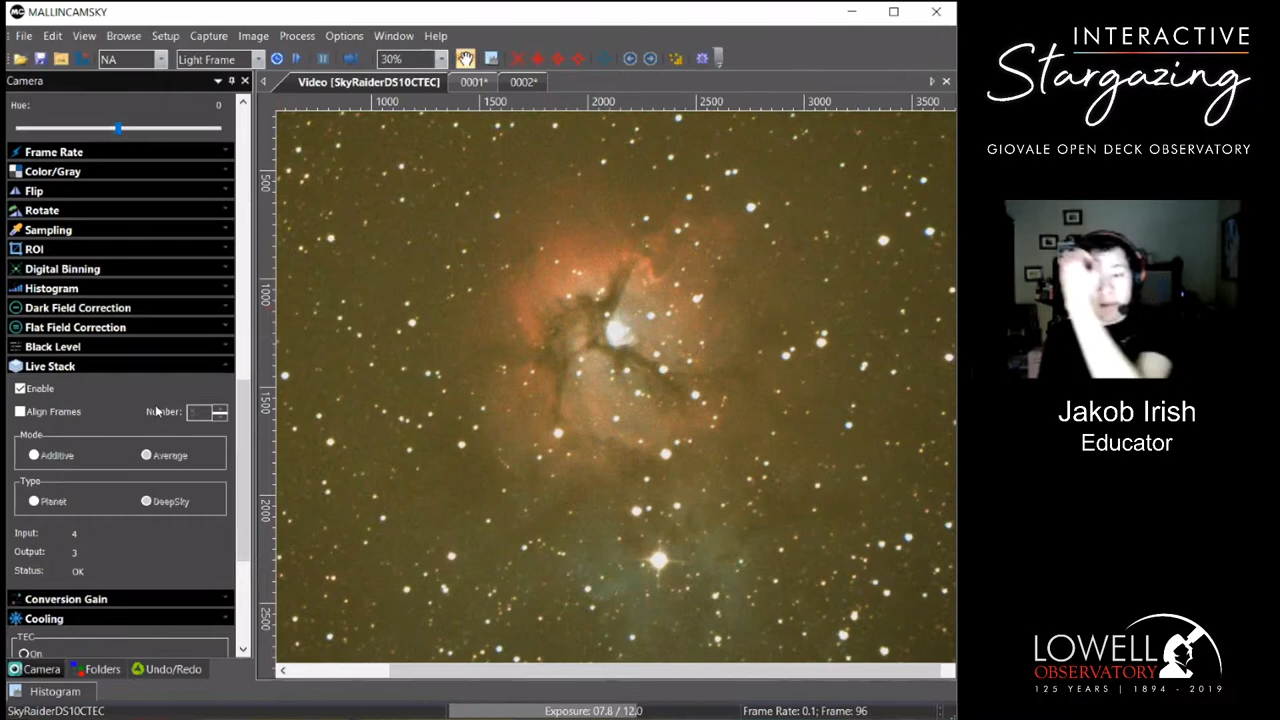 MALLINCAMSKY
File Edit View Browse Setup Capture Image Process Options Window Help
NA Light Frame 30%
Camera
Video [SkyRaiderDS10CTEC] 0001* 0002*
Hue: 0
1000 1500 2000 2500 3000 3500
Frame Rate
Color/Gray
Flip
Rotate
Sampling
ROI
Digital Binning
Histogram
Dark Field Correction
Flat Field Correction
Black Level
Live Stack
Enable
Align Frames Number:
Mode
Additive Average
Type
Planet DeepSky
Input: 4
Output: 3
Status: OK
Conversion Gain
Cooling
TEC
On
500
1000
1500
2000
2500
Camera Folders Undo/Redo
Histogram
SkyRaiderDS10CTEC Exposure: 07.8 / 12.0 Frame Rate: 0.1; Frame: 96
INTERACTIVE
Stargazing
GIOVALE OPEN DECK OBSERVATORY
Jakob Irish
Educator
LOWELL
OBSERVATORY
125 YEARS | 1894 - 2019